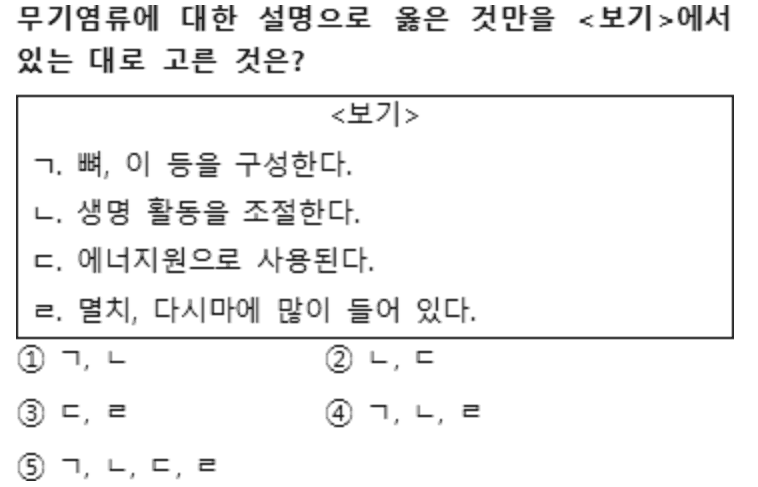 무기염류에 대한 설명으로 옳은 것만을 <보기>에서
있는 대로 고른 것은?
<보기>
ㄱ. 뼈, 이 등을 구성한다.
ㄴ. 생명 활동을 조절한다.
ㄷ. 에너지원으로 사용된다.
ㄹ. 멸치, 다시마에 많이 들어 있다.
① ㄱ, ㄴ ② ㄴ, ㄷ
③ ㄷ, ㄹ ④ ㄱ, ㄴ, ㄹ
⑤ ㄱ, ㄴ, ㄷ, ㄹ